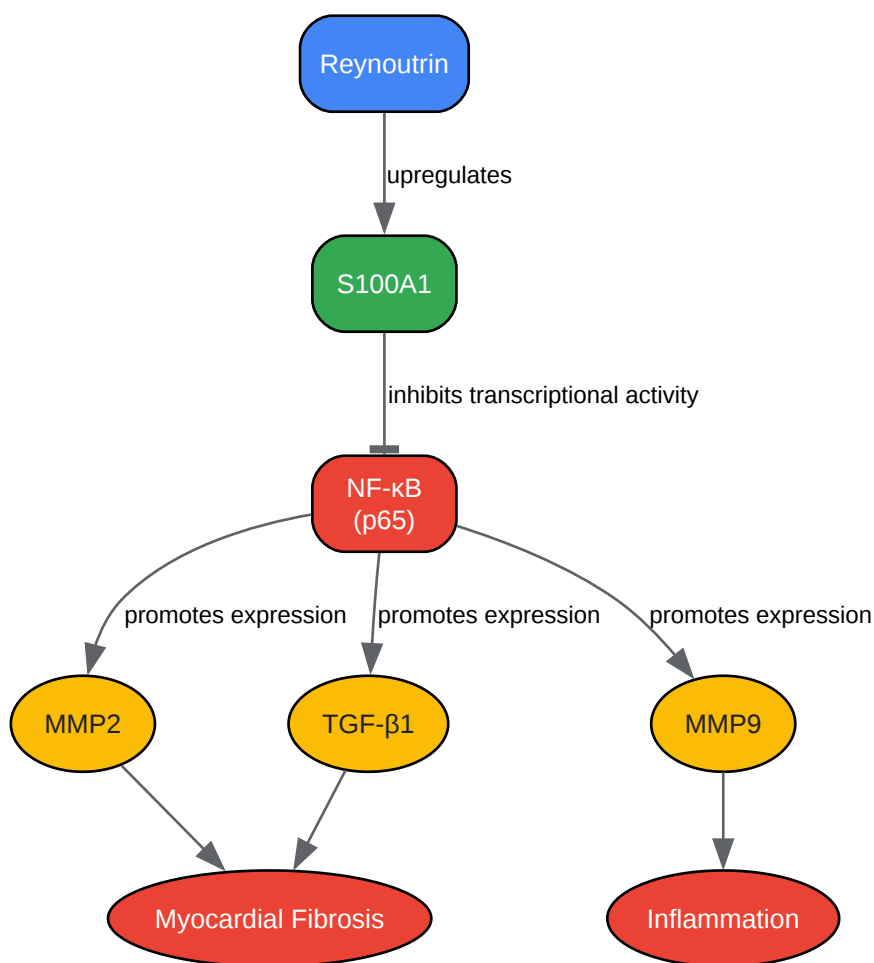 Reynoutrin
upregulates
S100A1
inhibits transcriptional activity
NF-κB
(p65)
promotes expression
promotes expression
promotes expression
MMP2
TGF-β1
MMP9
Myocardial Fibrosis
Inflammation